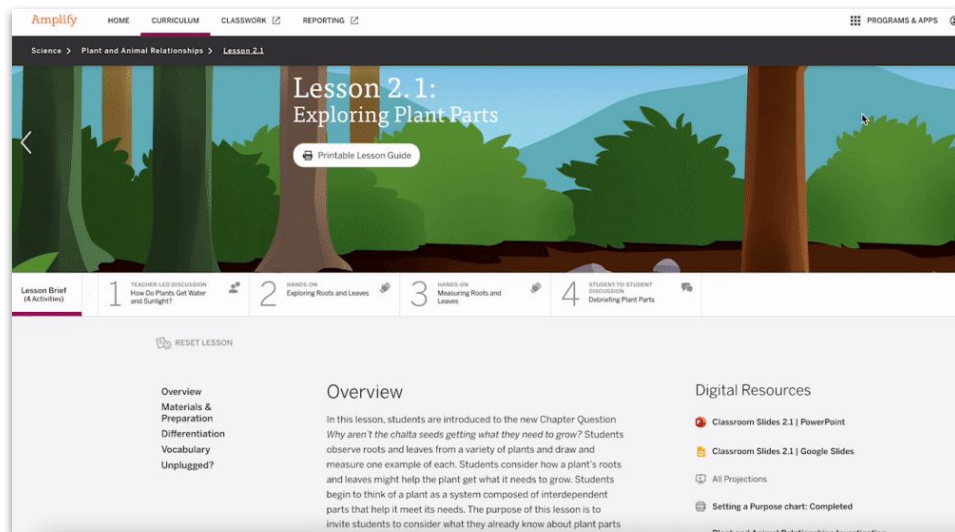 Amplify HOME CURRICULUM CLASSWORK REPORTING PROGRAMS & APPS
Science > Plant and Animal Relationships > Lesson 2.1
Lesson 2.1:
Exploring Plant Parts
Printable Lesson Guide
Lesson Brief
(4 Activities)
1
TEACHER-LED DISCUSSION
How Do Plants Get Water
and Sunlight?
2
HANDS-ON
Exploring Roots and Leaves
3
HANDS-ON
Measuring Roots and
Leaves
4
STUDENT-TO-STUDENT
DISCUSSION
Debriefing Plant Parts
RESET LESSON
Overview
Materials &
Preparation
Differentiation
Vocabulary
Unplugged?
Overview
In this lesson, students are introduced to the new Chapter Question
Why aren't the chalta seeds getting what they need to grow? Students
observe roots and leaves from a variety of plants and draw and
measure one example of each. Students consider how a plant's roots
and leaves might help the plant get what it needs to grow. Students
begin to think of a plant as a system composed of interdependent
parts that help it meet its needs. The purpose of this lesson is to
invite students to consider what they already know about plant parts
Digital Resources
Classroom Slides 2.1 | PowerPoint
Classroom Slides 2.1 | Google Slides
All Projections
Setting a Purpose chart: Completed
Plant and Animal Relationships Investigation